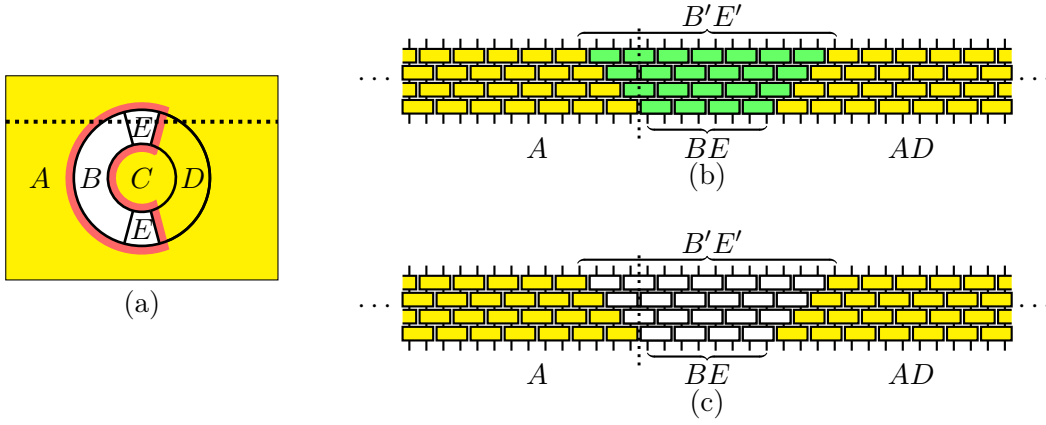 E
A B C D
E
(a)
B′E′
. . . . . .
A BE AD
(b)
B′E′
. . . . . .
A BE AD
(c)